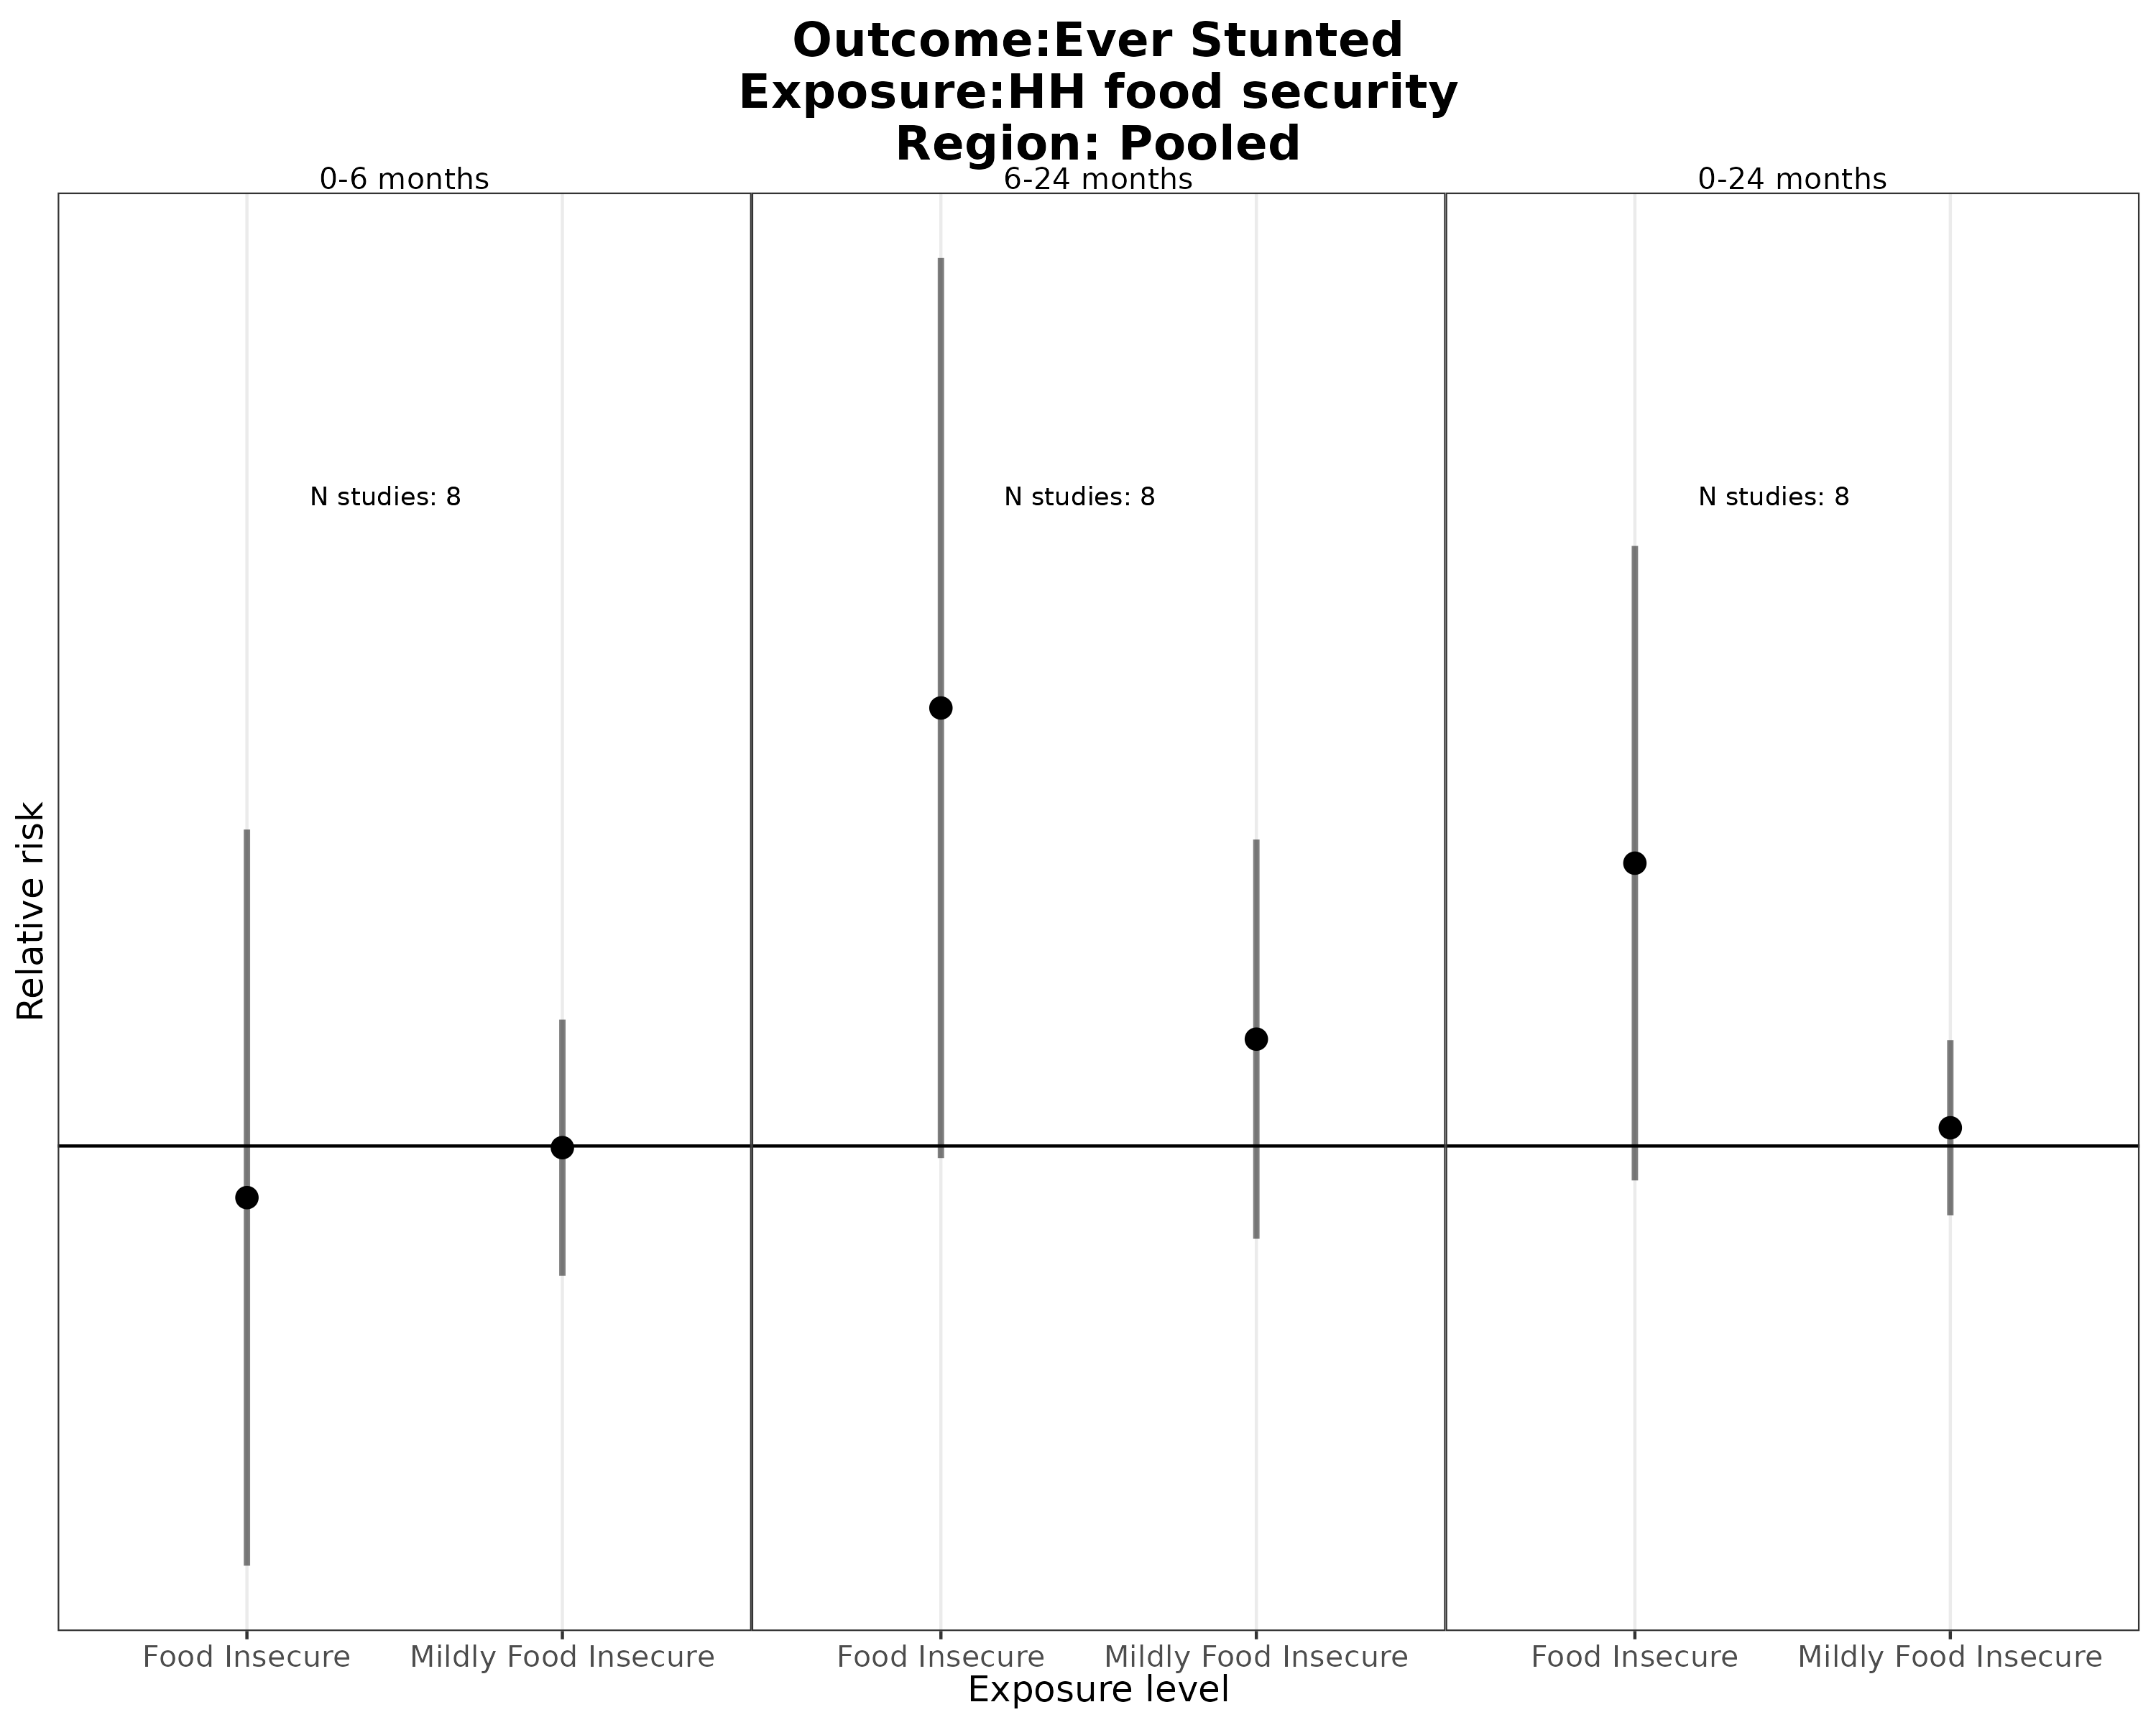 Outcome:Ever Stunted
Exposure:HH food security
Region: Pooled
0-6 months
6-24 months
0-24 months
N studies: 8
N studies: 8
N studies: 8
Relative risk
Food Insecure
Mildly Food Insecure
Food Insecure
Mildly Food Insecure
Food Insecure
Mildly Food Insecure
Exposure level